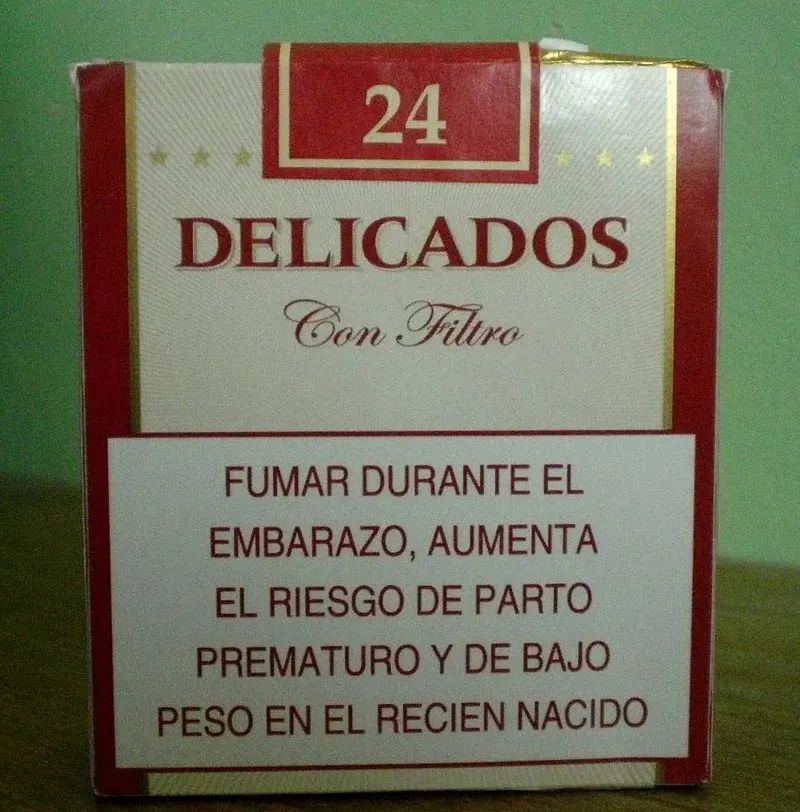 24
DELICADOS
Con Filtro
FUMAR DURANTE EL
EMBARAZO, AUMENTA
EL RIESGO DE PARTO
PREMATURO Y DE BAJO
PESO EN EL RECIEN NACIDO